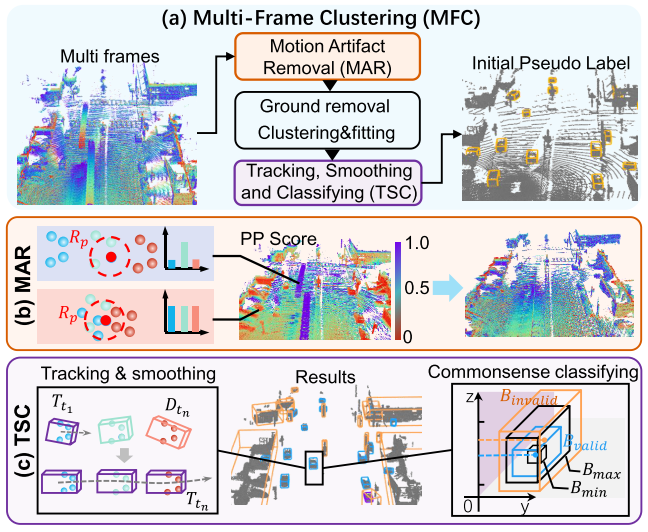 (a) Multi-Frame Clustering (MFC)
Multi frames
Motion Artifact
Removal (MAR)
Ground removal
Clustering&fitting
Tracking, Smoothing
and Classifying (TSC)
Initial Pseudo Label
(b) MAR
R_p
R_p
PP Score
1.0
0.5
0
(c) TSC
Tracking & smoothing
T_{t_1}
D_{t_n}
T_{t_n}
Results
Commonsense classifying
z
B_{invalid}
B_{valid}
B_{max}
B_{min}
0
y